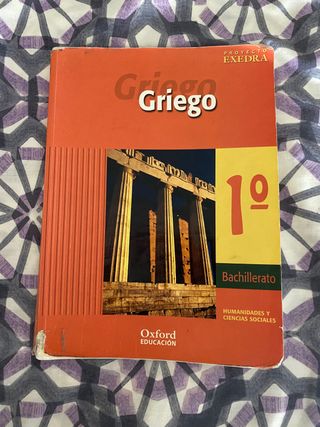 PROYECTO
EXEDRA
Griego
Griego
1º
Bachillerato
HUMANIDADES Y
CIENCIAS SOCIALES
Oxford
EDUCACIÓN